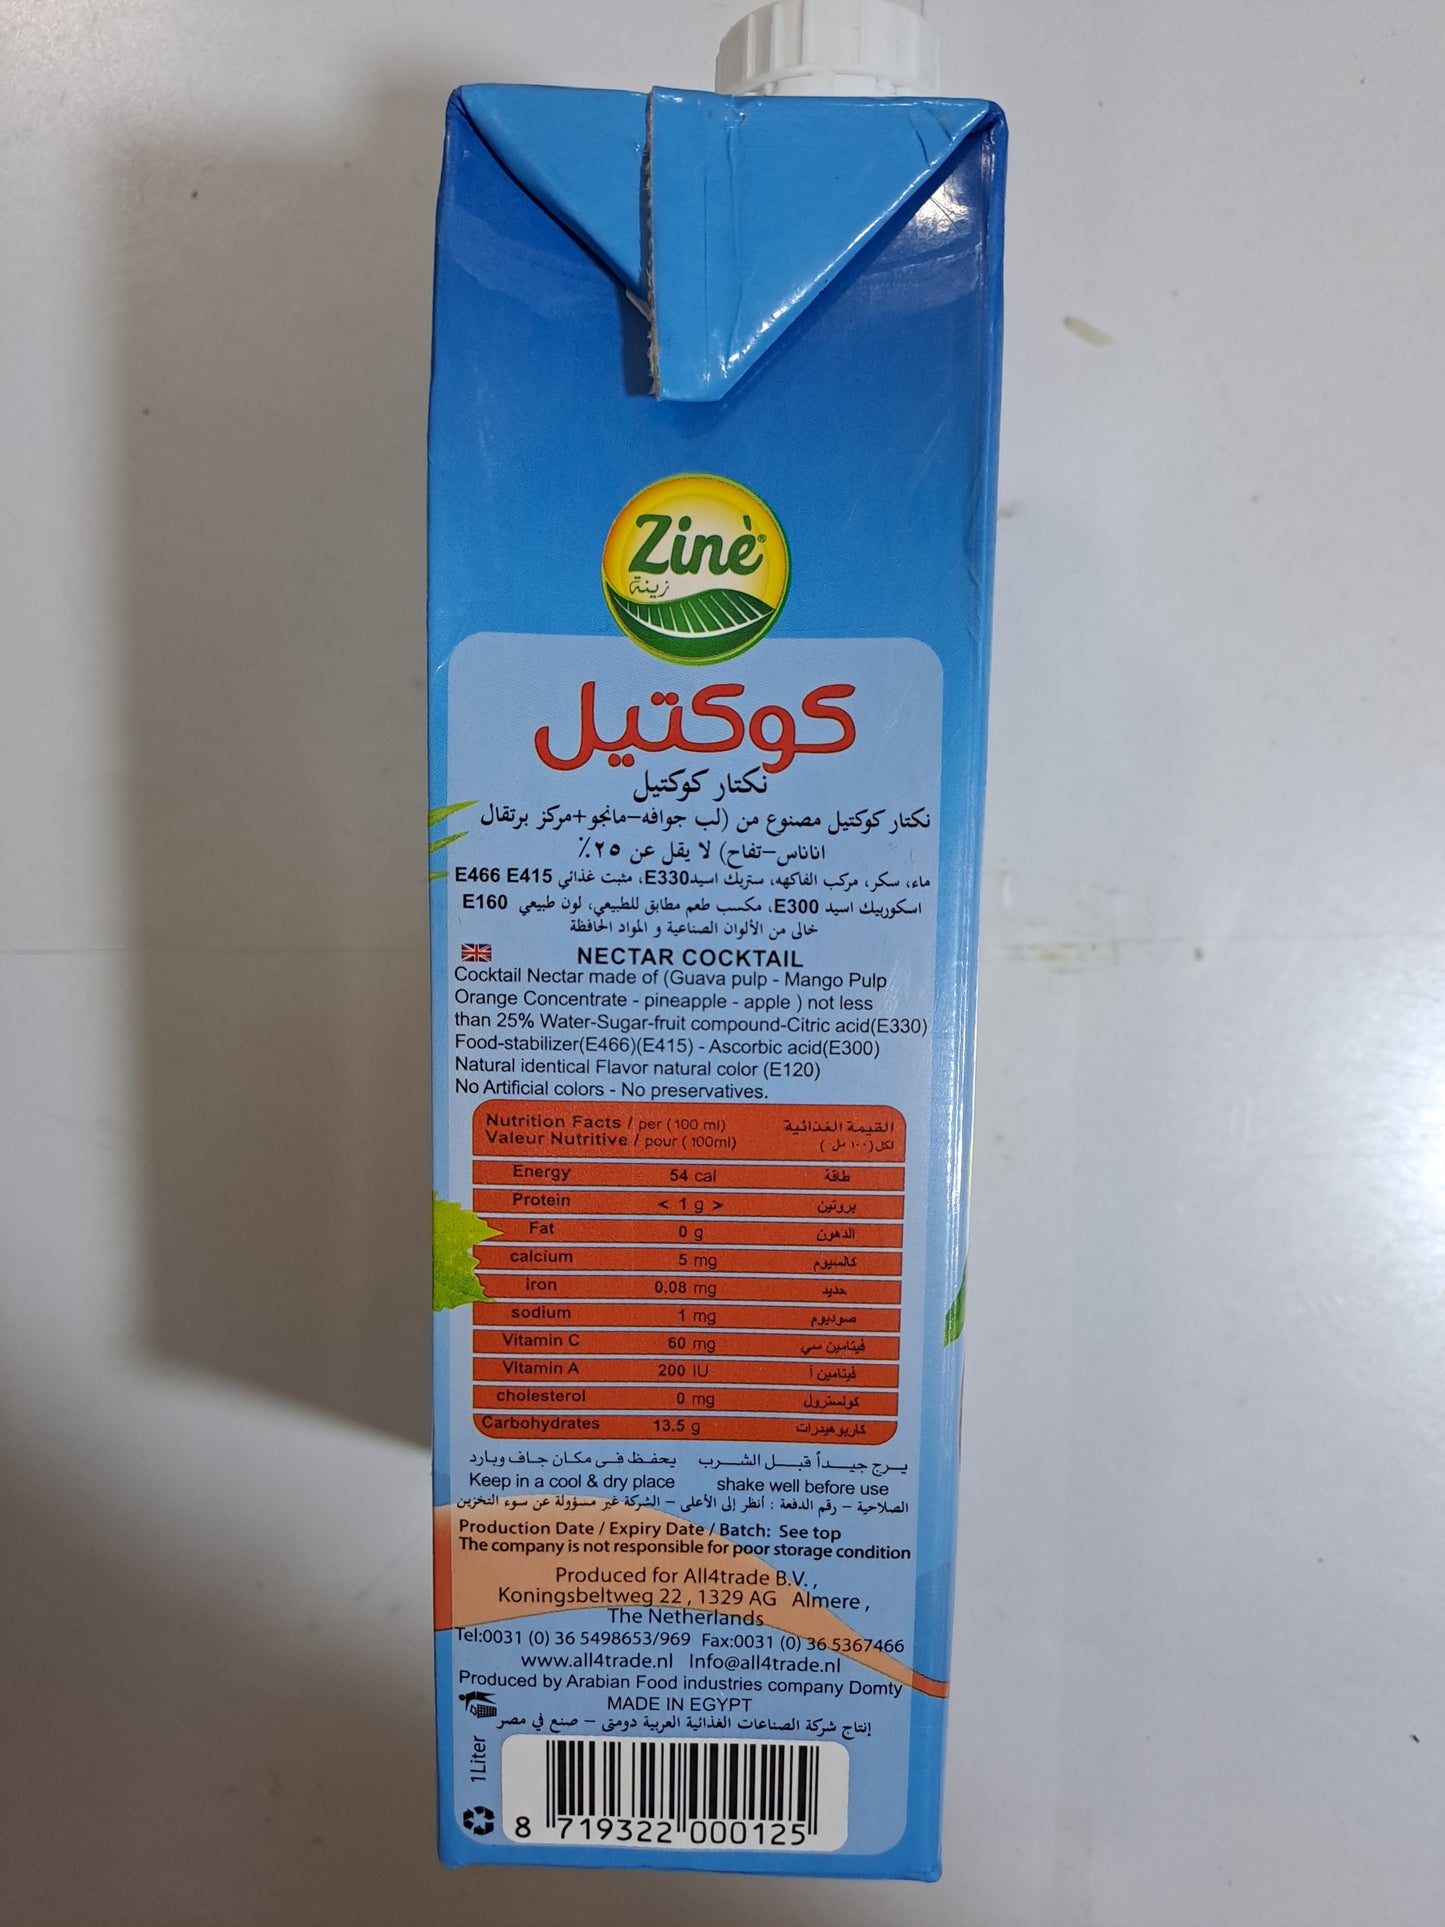 Zinè®
زينة
كوكتيل
نكتار كوكتيل
نكتار كوكتيل مصنوع من (لب جوافه-مانجو+مركز برتقال
اناناس-تفاح) لا يقل عن ٢٥٪
ماء، سكر، مركب الفاكهه، ستريك اسيدE330، مثبت غذائي E466 E415
اسكوربيك اسيد E300، مكسب طعم مطابق للطبيعي، لون طبيعي E160
خالى من الألوان الصناعية و المواد الحافظة
NECTAR COCKTAIL
Cocktail Nectar made of (Guava pulp - Mango Pulp
Orange Concentrate - pineapple - apple ) not less
than 25% Water-Sugar-fruit compound-Citric acid(E330)
Food-stabilizer(E466)(E415) - Ascorbic acid(E300)
Natural identical Flavor natural color (E120)
No Artificial colors - No preservatives.
Nutrition Facts / per (100 ml) القيمة الغذائية
Valeur Nutritive / pour (100ml) لكل (١٠٠ مل)
Energy 54 cal طاقة
Protein < 1 g > بروتين
Fat 0 g الدهون
calcium 5 mg كالسيوم
iron 0.08 mg حديد
sodium 1 mg صوديوم
Vitamin C 60 mg فيتامين سي
Vitamin A 200 IU فيتامين أ
cholesterol 0 mg كولسترول
Carbohydrates 13.5 g كاربوهيدرات
يرج جيداً قبل الشرب يحفظ فى مكان جاف وبارد
Keep in a cool & dry place shake well before use
الصلاحية - رقم الدفعة : أنظر إلى الأعلى - الشركة غير مسؤولة عن سوء التخزين
Production Date / Expiry Date / Batch: See top
The company is not responsible for poor storage condition
Produced for All4trade B.V. ,
Koningsbeltweg 22 , 1329 AG Almere ,
The Netherlands
Tel:0031 (0) 36 5498653/969 Fax:0031 (0) 36 5367466
www.all4trade.nl Info@all4trade.nl
Produced by Arabian Food industries company Domty
MADE IN EGYPT
إنتاج شركة الصناعات الغذائية العربية دومتى - صنع في مصر
1Liter
8 719322 000125